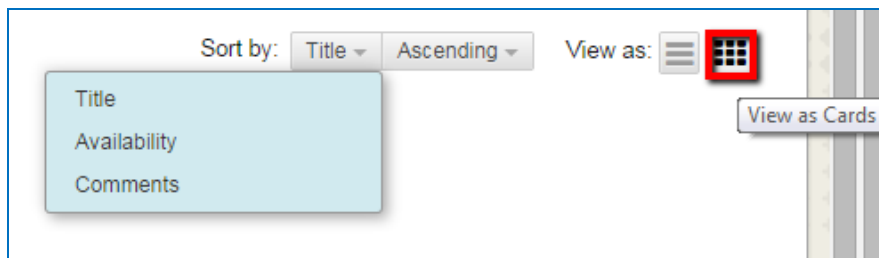 Sort by: Title Ascending View as:
Title
View as Cards
Availability
Comments